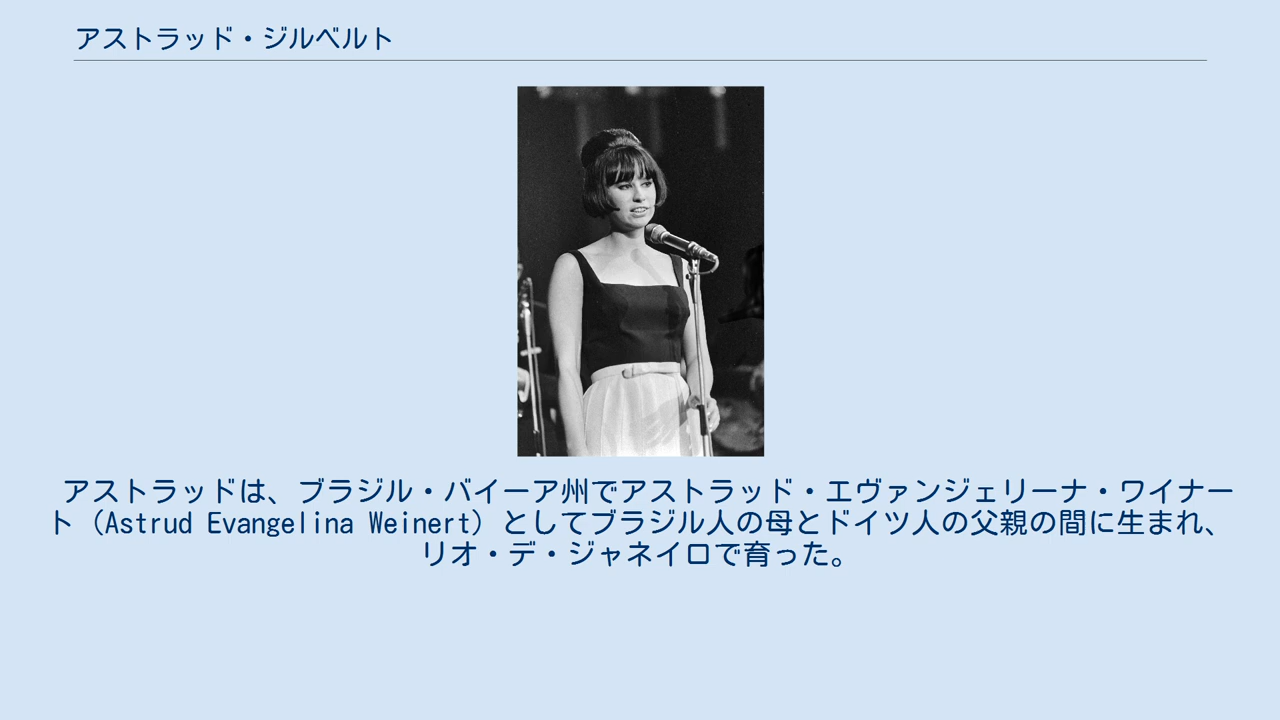 アストラッド・ジルベルト
アストラッドは、ブラジル・バイーア州でアストラッド・エヴァンジェリーナ・ワイナー
ト（Astrud Evangelina Weinert）としてブラジル人の母とドイツ人の父親の間に生まれ、
リオ・デ・ジャネイロで育った。